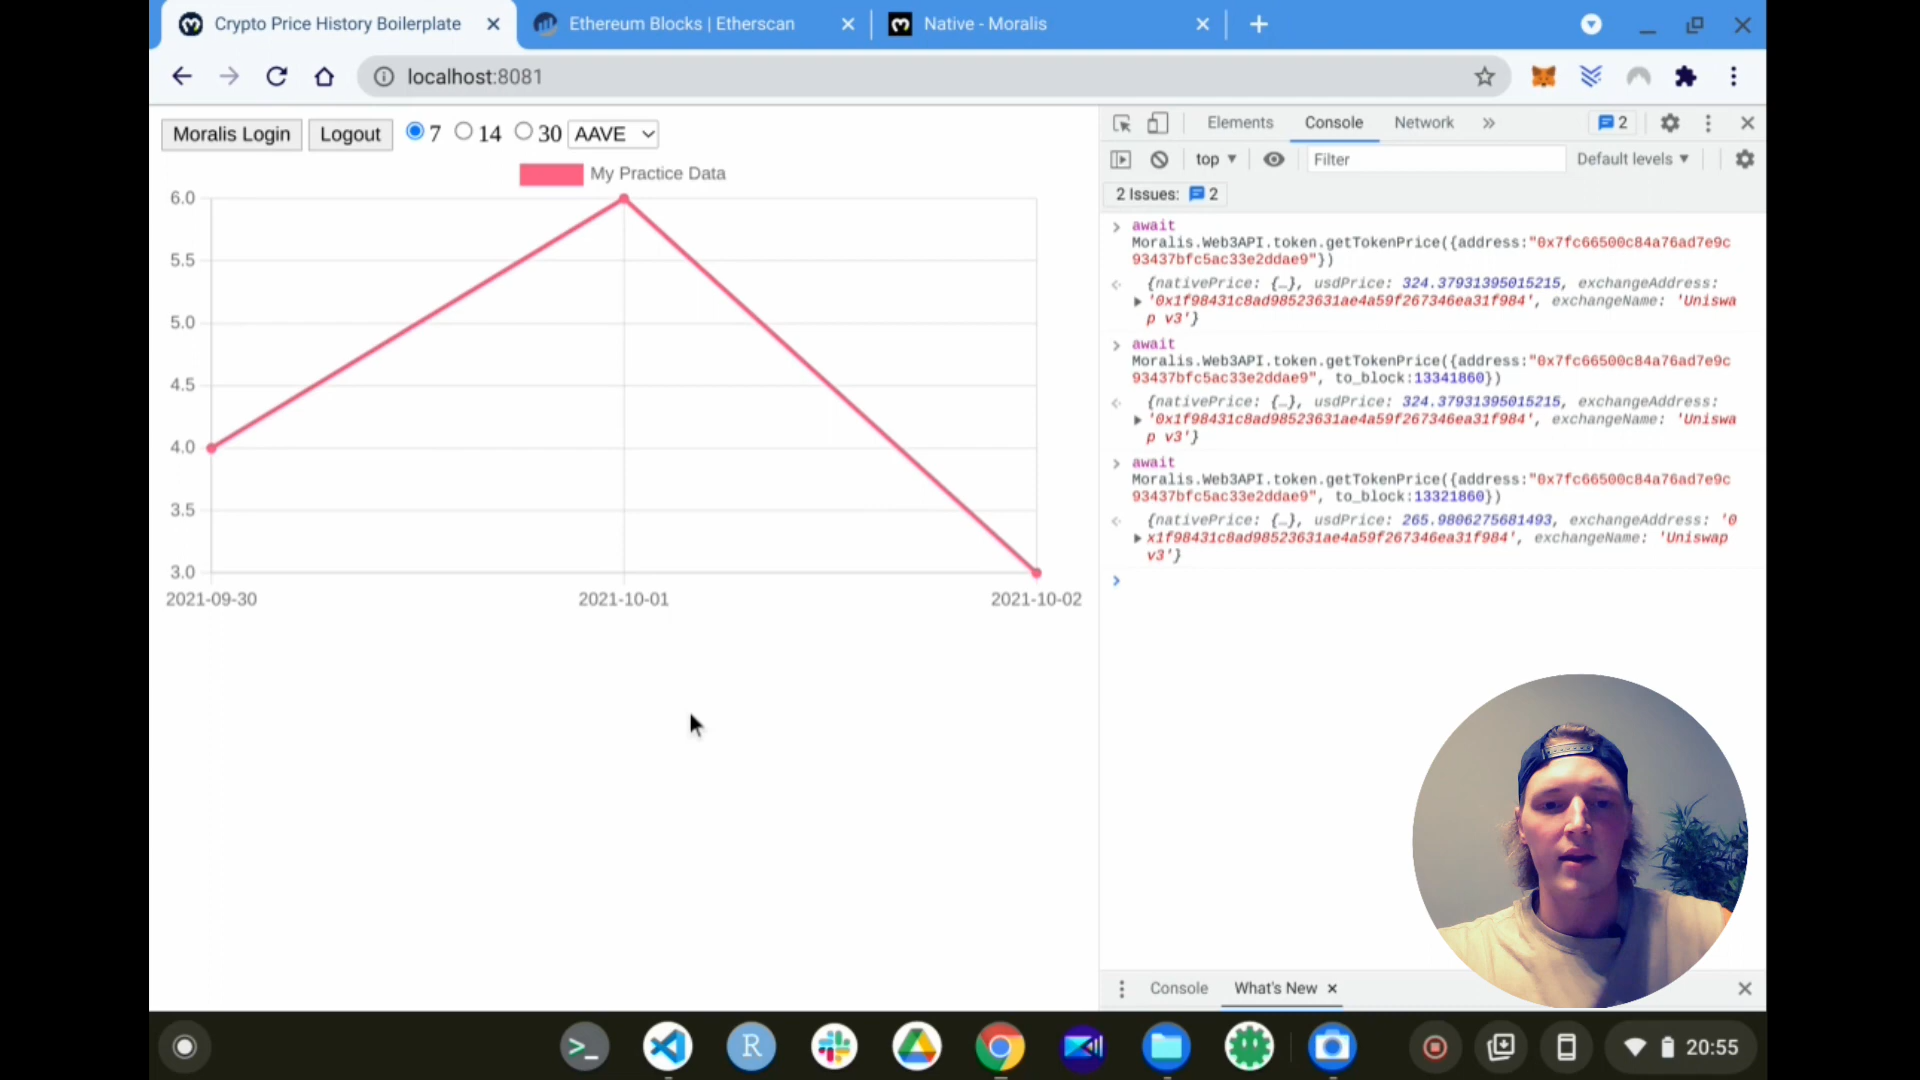 Crypto Price History Boilerplate
Ethereum Blocks | Etherscan
Native - Moralis
localhost:8081
Moralis Login
Logout
7
14
30
AAVE
My Practice Data
6.0
5.5
5.0
4.5
4.0
3.5
3.0
2021-09-30
2021-10-01
2021-10-02
Elements
Console
Network
2
top
Filter
Default levels
2 Issues: 2
await
Moralis.Web3API.token.getTokenPrice({address:"0x7fc66500c84a76ad7e9c
93437bfc5ac33e2ddae9"})
{nativePrice: {…}, usdPrice: 324.37931395015215, exchangeAddress:
'0x1f98431c8ad98523631ae4a59f267346ea31f984', exchangeName: 'Uniswa
p v3'}
await
Moralis.Web3API.token.getTokenPrice({address:"0x7fc66500c84a76ad7e9c
93437bfc5ac33e2ddae9", to_block:13341860})
{nativePrice: {…}, usdPrice: 324.37931395015215, exchangeAddress:
'0x1f98431c8ad98523631ae4a59f267346ea31f984', exchangeName: 'Uniswa
p v3'}
await
Moralis.Web3API.token.getTokenPrice({address:"0x7fc66500c84a76ad7e9c
93437bfc5ac33e2ddae9", to_block:13321860})
{nativePrice: {…}, usdPrice: 265.9806275681493, exchangeAddress: '0
x1f98431c8ad98523631ae4a59f267346ea31f984', exchangeName: 'Uniswap
v3'}
Console
What's New
R
20:55